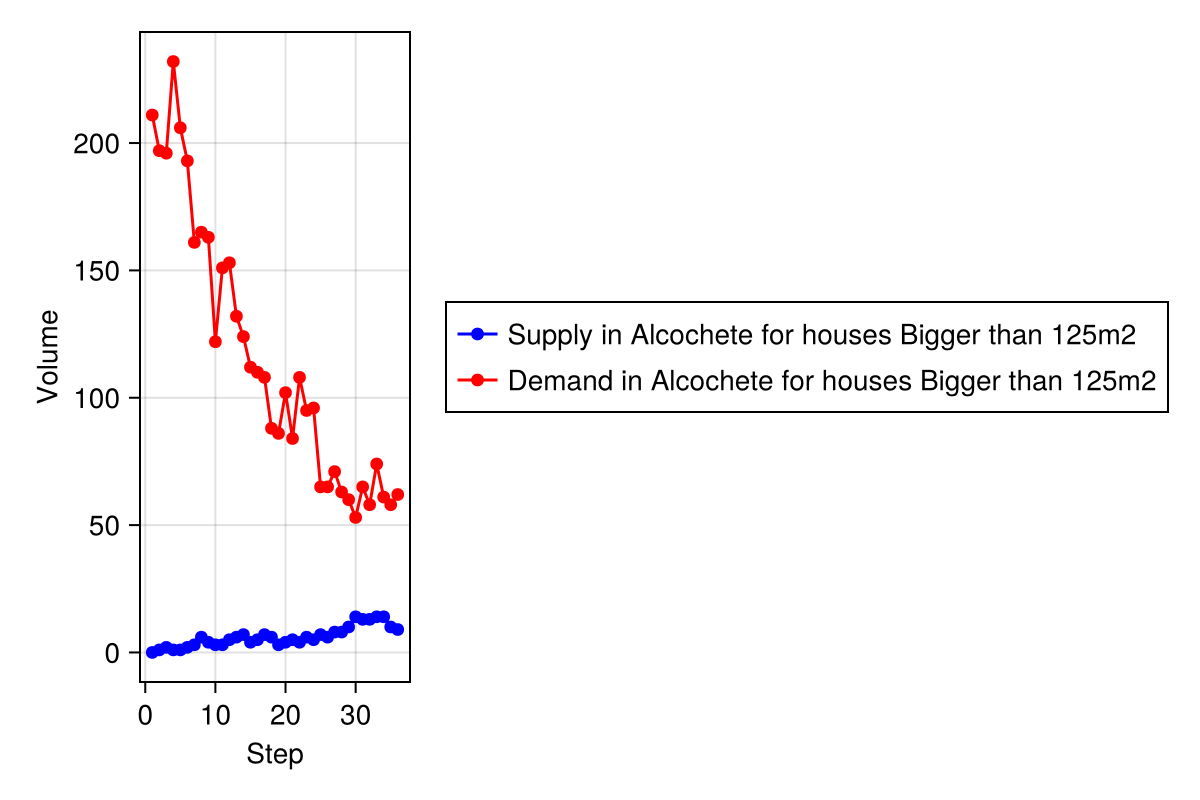 200
150
100
50
0
Volume
0 10 20 30
Step
Supply in Alcochete for houses Bigger than 125m2
Demand in Alcochete for houses Bigger than 125m2